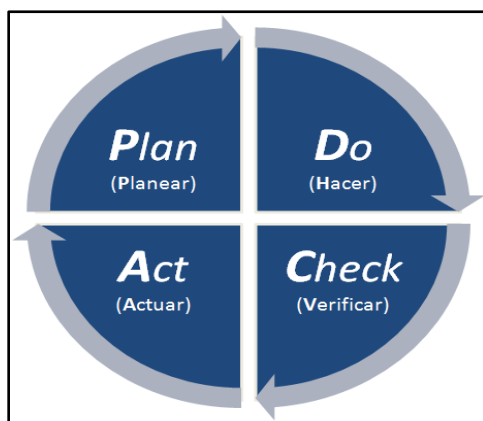 Plan
(Planear)
Do
(Hacer)
Act
(Actuar)
Check
(Verificar)